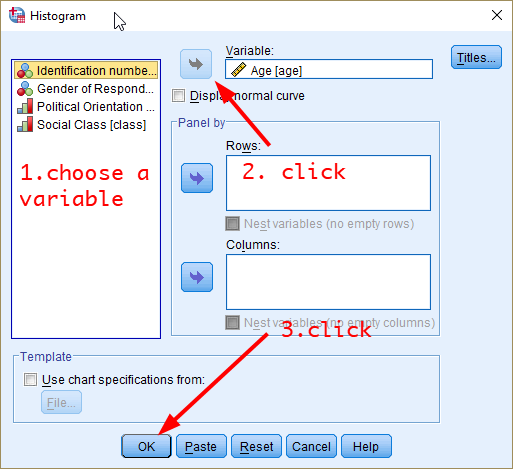 Histogram
Variable:
Age [age]
Titles...
Identification numbe...
Gender of Respond...
Political Orientation ...
Social Class [class]
Display normal curve
Panel by
Rows:
1.choose a
variable
2. click
Nest variables (no empty rows)
Columns:
Nest variables (no empty columns)
3.click
Template
Use chart specifications from:
File...
OK
Paste
Reset
Cancel
Help